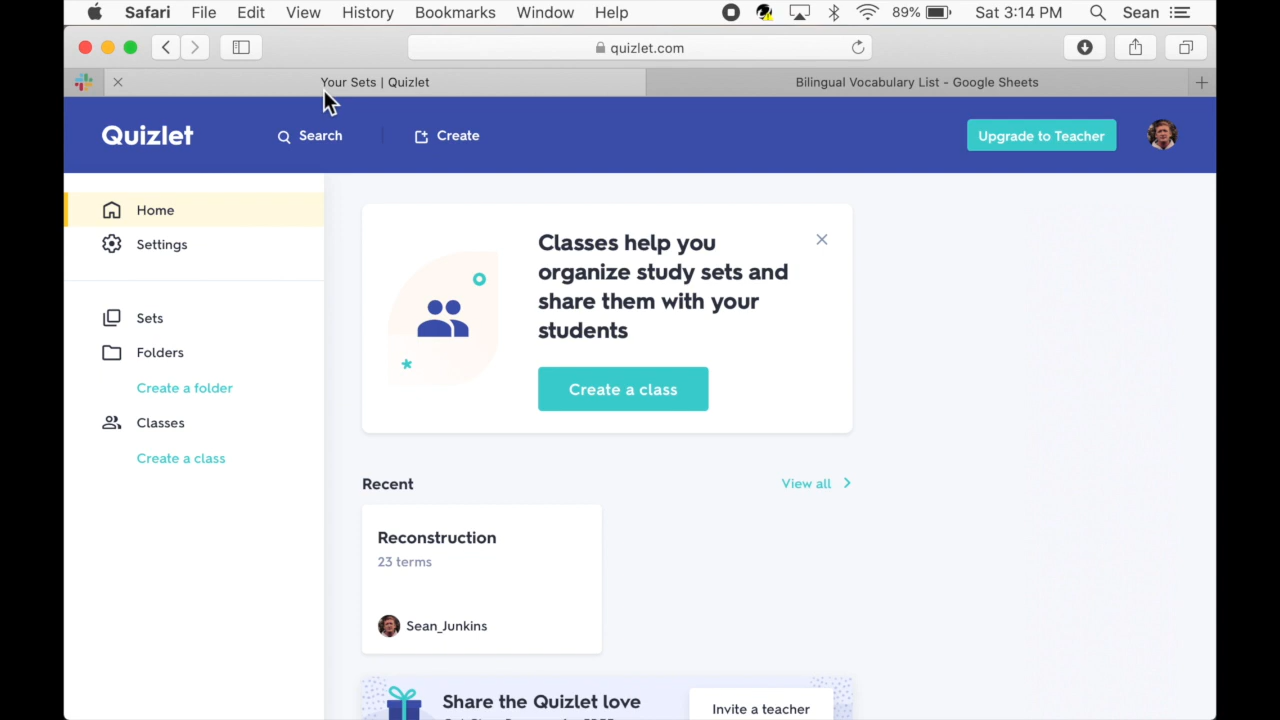 Safari File Edit View History Bookmarks Window Help 89% Sat 3:14 PM Sean
quizlet.com
Your Sets | Quizlet
Bilingual Vocabulary List - Google Sheets
Quizlet
Search
Create
Upgrade to Teacher
Home
Settings
Sets
Folders
Create a folder
Classes
Create a class
Classes help you
organize study sets and
share them with your
students
Create a class
Recent
View all
Reconstruction
23 terms
Sean_Junkins
Share the Quizlet love
Invite a teacher